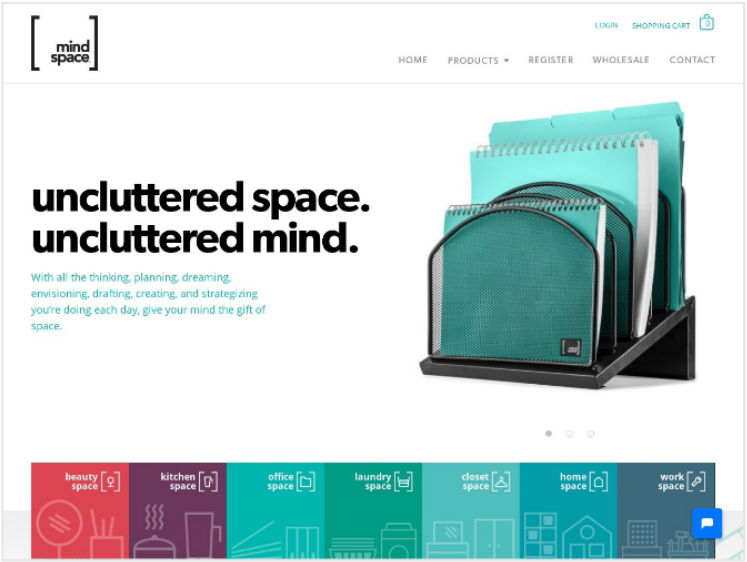 mind
space
LOGIN SHOPPING CART 0
HOME PRODUCTS REGISTER WHOLESALE CONTACT
uncluttered space.
uncluttered mind.
With all the thinking, planning, dreaming,
envisioning, drafting, creating, and strategizing
you're doing each day, give your mind the gift of
space.
beauty
space
kitchen
space
office
space
laundry
space
closet
space
home
space
work
space